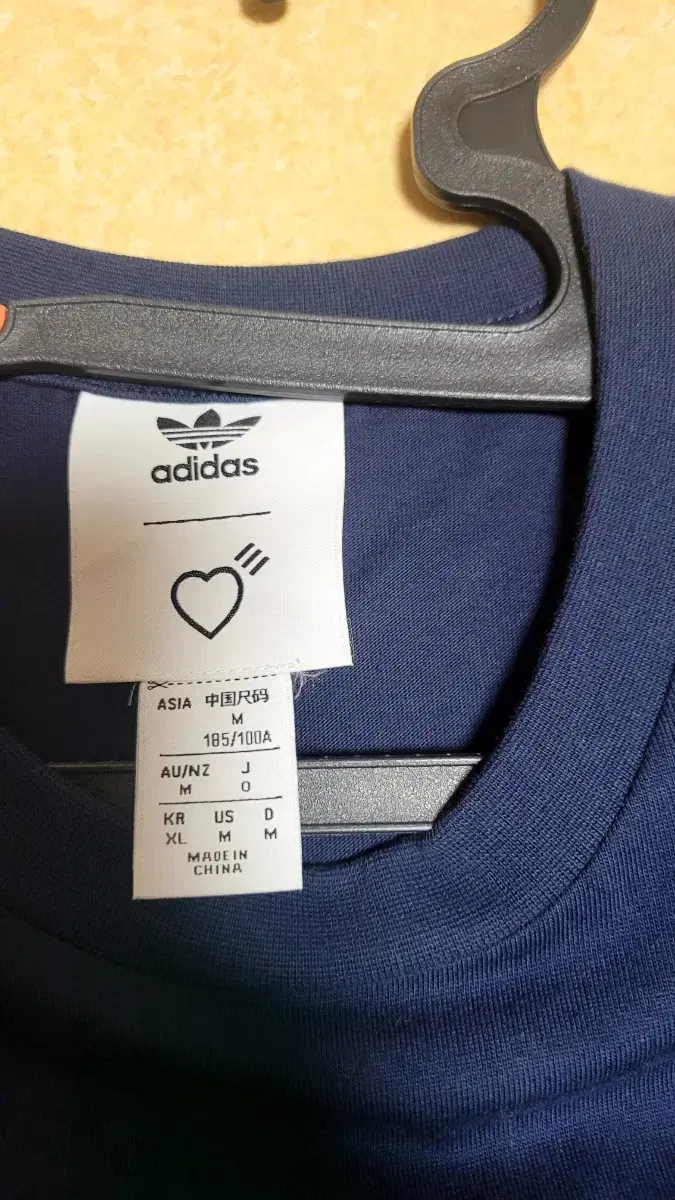 adidas
ASIA 中国尺码
M
185/100A
AU/NZ J
M O
KR US D
XL M M
MADE IN
CHINA